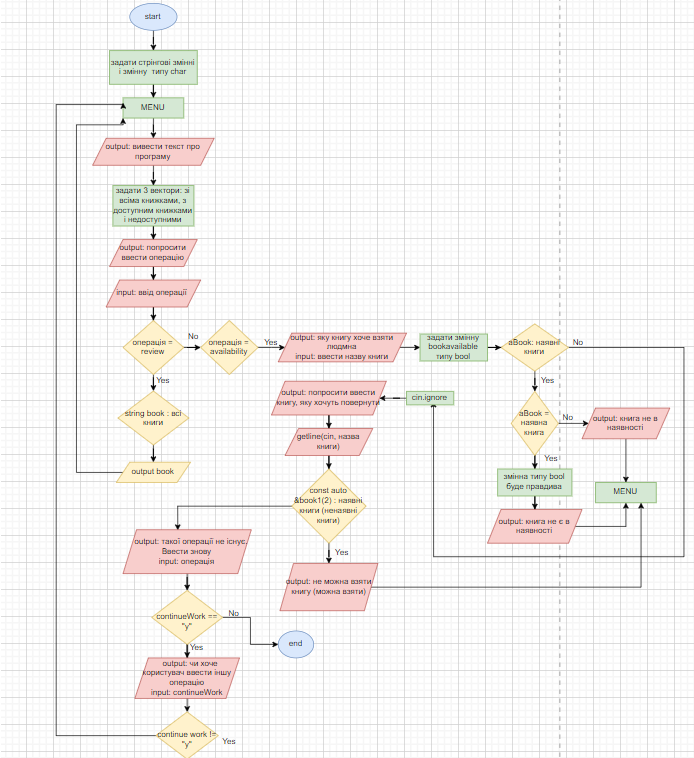 start
задати стрінгові змінні
і змінну типу char
MENU
output: вивести текст про
програму
задати 3 вектори: зі
всіма книжками, з
доступним книжками
і недоступними
output: попросити
ввести операцію
input: ввід операції
операція =
review
No
операція =
availability
Yes
output: яку книгу хоче взяти
людмна
input: ввести назву книги
задати змінну
bookavailable
типу bool
aBook: наявні
книги
No
Yes
Yes
string book : всі
книги
output book
output: попросити ввести
книгу, яку хочуть повернути
cin.ignore
aBook =
наявна
книга
No
output: книга не в
наявності
Yes
getline(cin, назва
книги)
змінна типу bool
буде правдива
MENU
const auto
&book1(2) : наявні
книги (ненаявні
книги)
output: книга не є в
наявності
Yes
output: такої операції не існує.
Ввести знову
input: операція
output: не можна взяти
книгу (можна взяти)
continueWork ==
"y"
No
end
Yes
output: чи хоче
користувач ввести іншу
операцію
input: continueWork
continue work !=
"y"
Yes